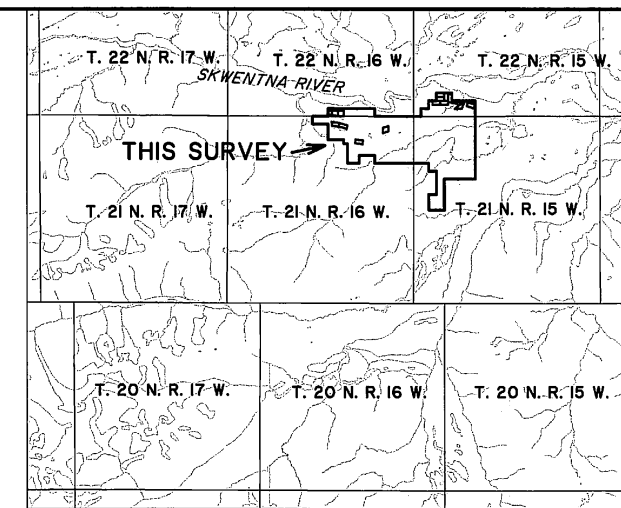 T. 22 N. R. 17 W.
T. 22 N. R. 16 W.
T. 22 N. R. 15 W.
SKWENTNA RIVER
THIS SURVEY
T. 21 N. R. 17 W.
T. 21 N. R. 16 W.
T. 21 N. R. 15 W.
T. 20 N. R. 17 W.
T. 20 N. R. 16 W.
T. 20 N. R. 15 W.